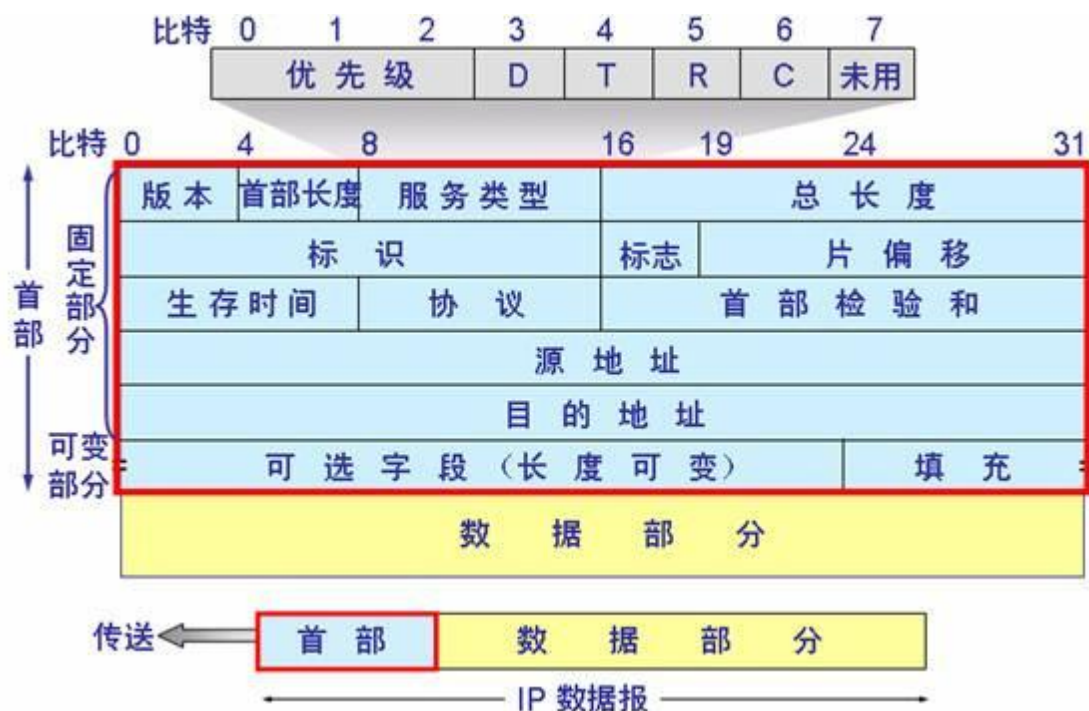 比特 0 1 2 3 4 5 6 7
优先级 D T R C 未用
比特 0 4 8 16 19 24 31
版本 首部长度 服务类型 总长度
标识 标志 片偏移
生存时间 协议 首部检验和
源地址
目的地址
可选字段（长度可变） 填充
数据部分
首部
固定部分
可变部分
传送 首部 数据部分
IP 数据报